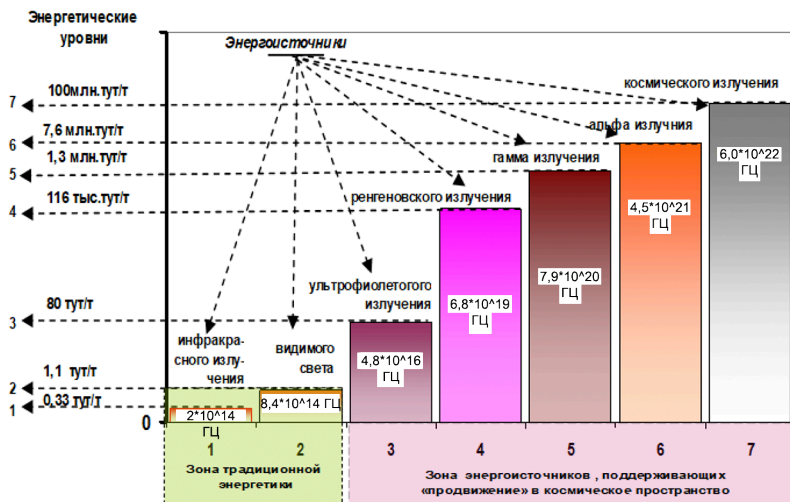 Энергетические
уровни
Энергоисточники
космического излучения
7
100млн.тут/т
6
7,6 млн.тут/т
альфа излучния
1,3 млн.тут/т
гамма излучения
5
6,0*10^22
ГЦ
116 тыс.тут/т
ренгеновского излучения
4
4,5*10^21
ГЦ
7,9*10^20
ГЦ
ультрофиолетогого
излучения
80 тут/т
3
6,8*10^19
ГЦ
инфракра-
сного излу-
чения
видимого
света
4,8*10^16
ГЦ
1,1 тут/т
2
0,33 тут/т
1
0
2*10^14
ГЦ
8,4*10^14 ГЦ
1 2 3 4 5 6 7
Зона традиционной
энергетики
Зона энергоисточников , поддерживающих
«продвижение» в космическое пространство